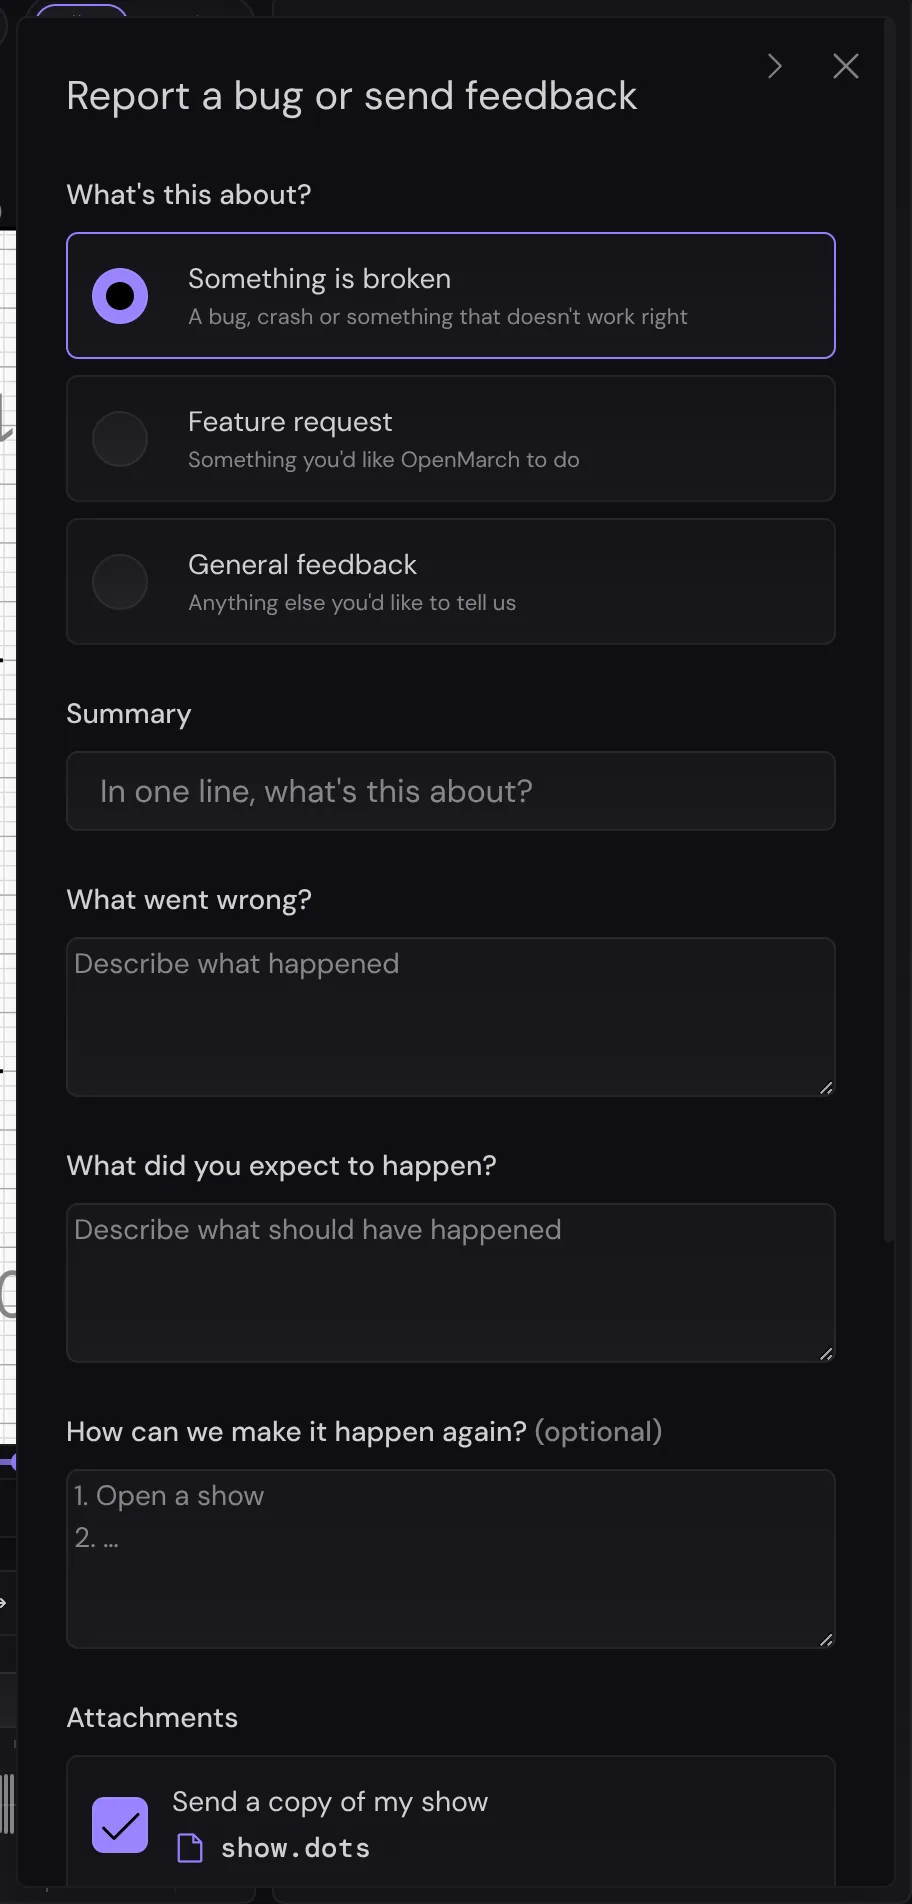 Report a bug or send feedback
What's this about?
Something is broken
A bug, crash or something that doesn't work right
Feature request
Something you'd like OpenMarch to do
General feedback
Anything else you'd like to tell us
Summary
In one line, what's this about?
What went wrong?
Describe what happened
What did you expect to happen?
Describe what should have happened
How can we make it happen again? (optional)
1. Open a show
2. ...
Attachments
Send a copy of my show
show.dots